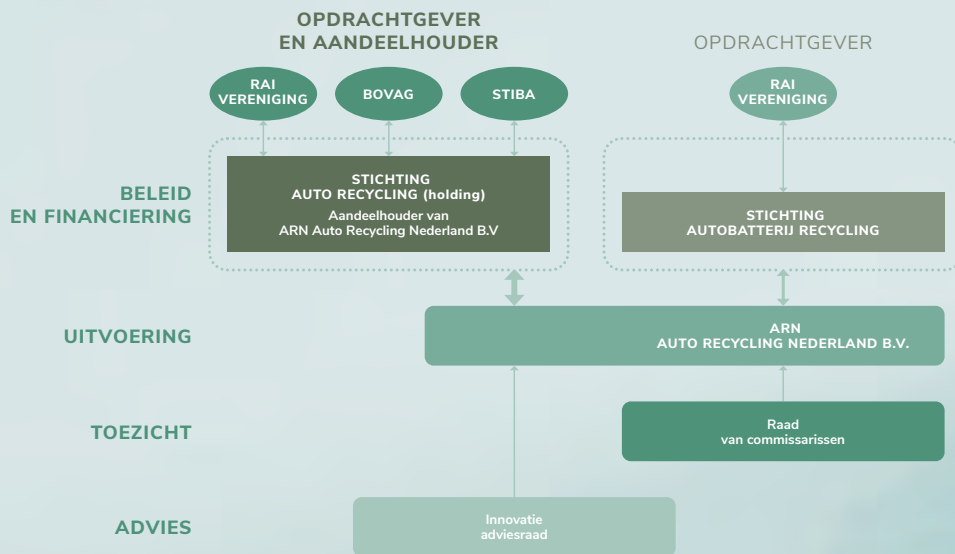 OPDRACHTGEVER
EN AANDEELHOUDER
OPDRACHTGEVER
RAI
VERENIGING
BOVAG
STIBA
RAI
VERENIGING
BELEID
EN FINANCIERING
STICHTING
AUTO RECYCLING (holding)
Aandeelhouder van
ARN Auto Recycling Nederland B.V
STICHTING
AUTOBATTERIJ RECYCLING
UITVOERING
ARN
AUTO RECYCLING NEDERLAND B.V.
TOEZICHT
Raad
van commissarissen
ADVIES
Innovatie
adviesraad